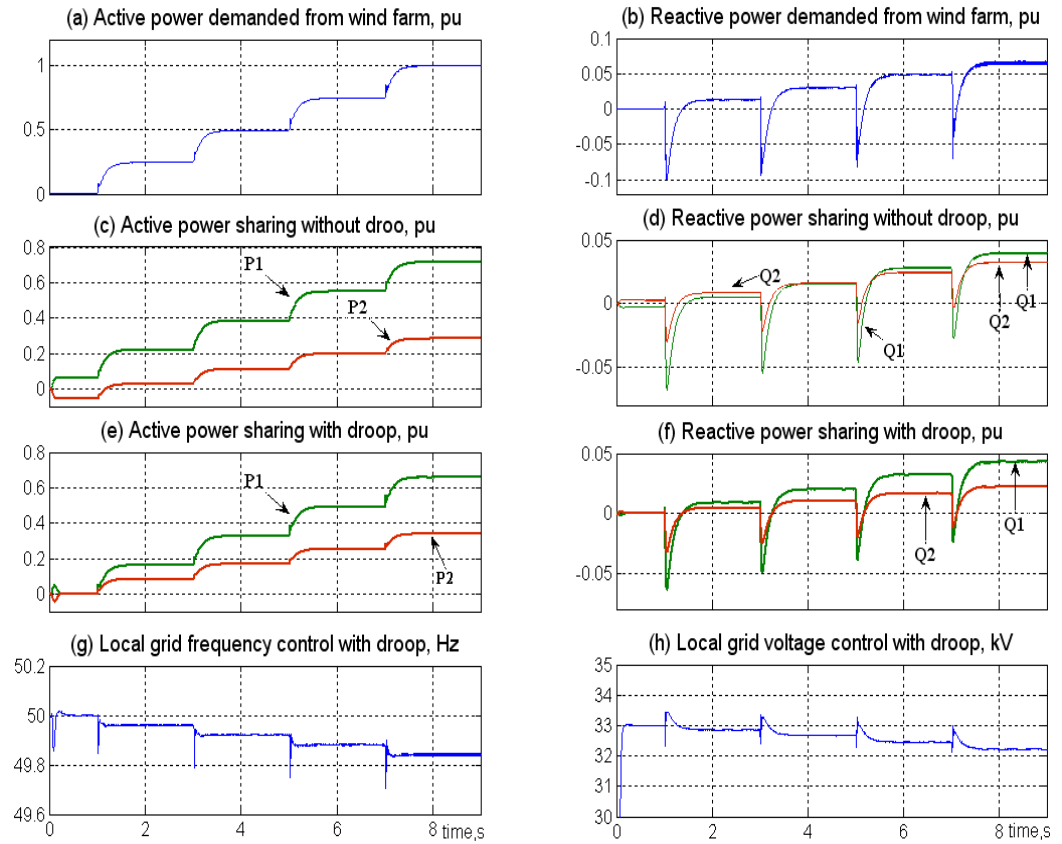 (a) Active power demanded from wind farm, pu
1
0.5
0
(b) Reactive power demanded from wind farm, pu
0.1
0.05
0
-0.05
-0.1
(c) Active power sharing without droo, pu
0.8
0.6
0.4
0.2
0
P1
P2
(d) Reactive power sharing without droop, pu
0.05
0
-0.05
Q2
Q1
Q2
Q1
(e) Active power sharing with droop, pu
0.8
0.6
0.4
0.2
0
P1
P2
(f) Reactive power sharing with droop, pu
0.05
0
-0.05
Q2
Q1
(g) Local grid frequency control with droop, Hz
50.2
50
49.8
49.6
0 2 4 6 8 time,s
(h) Local grid voltage control with droop, kV
35
34
33
32
31
30
0 2 4 6 8 time,s